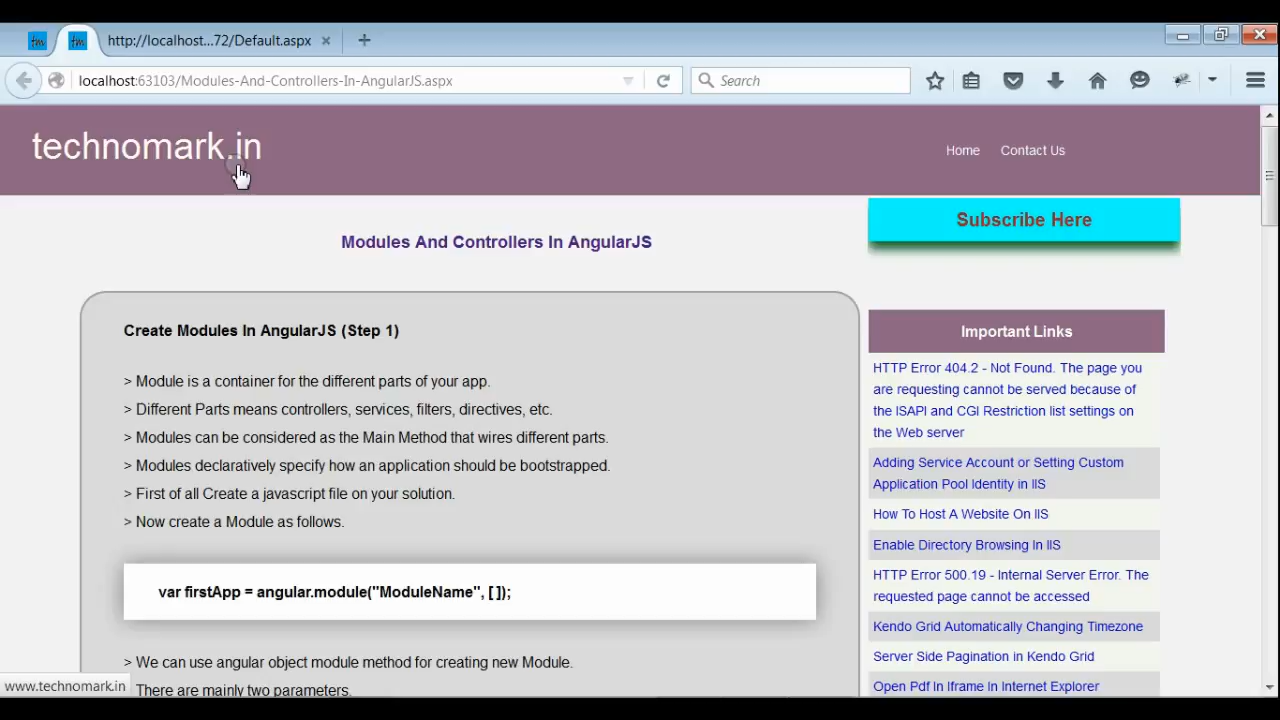 tm
tm
http://localhost...72/Default.aspx
localhost:63103/Modules-And-Controllers-In-AngularJS.aspx
Search
technomark.in
Home
Contact Us
Subscribe Here
Modules And Controllers In AngularJS
Create Modules In AngularJS (Step 1)
> Module is a container for the different parts of your app.
> Different Parts means controllers, services, filters, directives, etc.
> Modules can be considered as the Main Method that wires different parts.
> Modules declaratively specify how an application should be bootstrapped.
> First of all Create a javascript file on your solution.
> Now create a Module as follows.
var firstApp = angular.module("ModuleName", [ ]);
> We can use angular object module method for creating new Module.
> There are mainly two parameters.
Important Links
HTTP Error 404.2 - Not Found. The page you
are requesting cannot be served because of
the ISAPI and CGI Restriction list settings on
the Web server
Adding Service Account or Setting Custom
Application Pool Identity in IIS
How To Host A Website On IIS
Enable Directory Browsing In IIS
HTTP Error 500.19 - Internal Server Error. The
requested page cannot be accessed
Kendo Grid Automatically Changing Timezone
Server Side Pagination in Kendo Grid
Open Pdf In Iframe In Internet Explorer
www.technomark.in